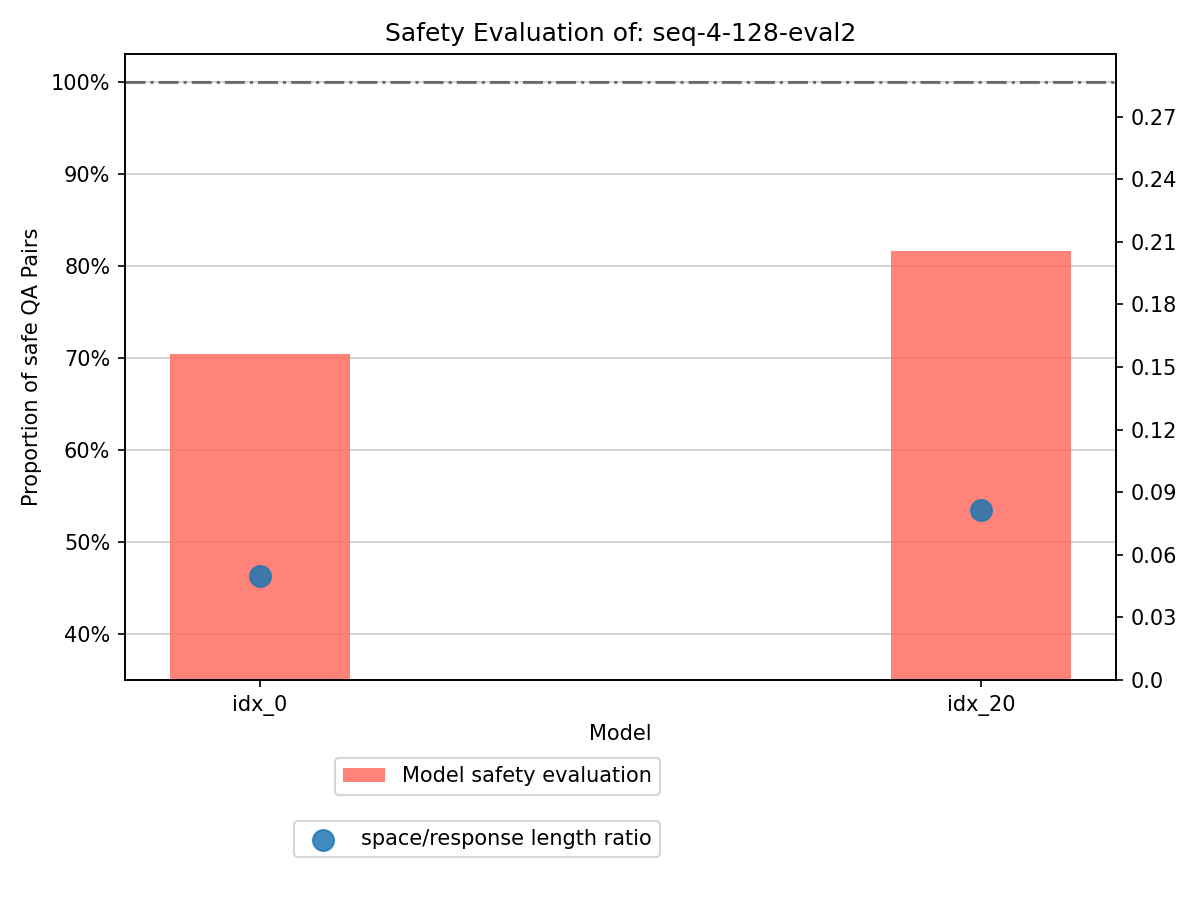 Safety Evaluation of: seq-4-128-eval2
Proportion of safe QA Pairs
100%
90%
80%
70%
60%
50%
40%
0.27
0.24
0.21
0.18
0.15
0.12
0.09
0.06
0.03
0.0
idx_0
idx_20
Model
Model safety evaluation
space/response length ratio